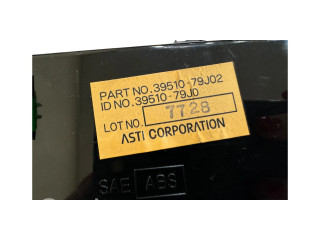 PART NO. 39510-79J02
ID NO. 39510-79J0
LOT NO. 7728
ASTI CORPORATION
SAE ABS